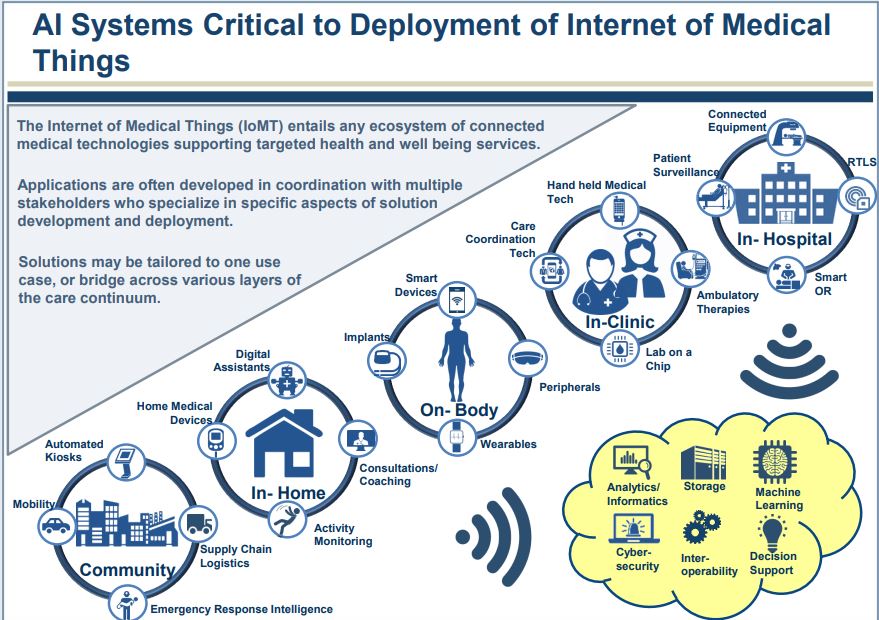 AI Systems Critical to Deployment of Internet of Medical
Things
The Internet of Medical Things (IoMT) entails any ecosystem of connected
medical technologies supporting targeted health and well being services.
Applications are often developed in coordination with multiple
stakeholders who specialize in specific aspects of solution
development and deployment.
Solutions may be tailored to one use
case, or bridge across various layers of
the care continuum.
Connected
Equipment
Patient
Surveillance
RTLS
In- Hospital
Smart
OR
Hand held Medical
Tech
Care
Coordination
Tech
In-Clinic
Ambulatory
Therapies
Lab on a
Chip
Smart
Devices
Implants
Peripherals
On- Body
Wearables
Digital
Assistants
Home Medical
Devices
Consultations/
Coaching
In- Home
Activity
Monitoring
Automated
Kiosks
Mobility
Supply Chain
Logistics
Community
Emergency Response Intelligence
Analytics/
Informatics
Storage
Machine
Learning
Cyber-
security
Inter-
operability
Decision
Support